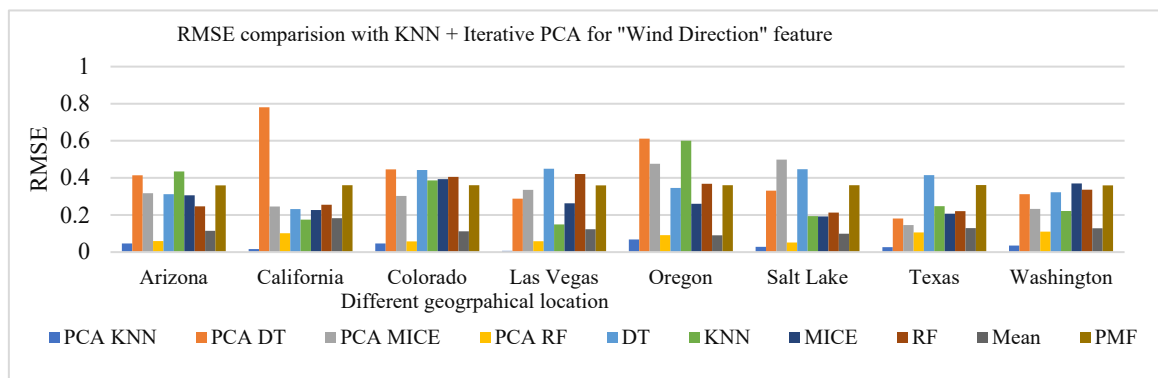 RMSE comparision with KNN + Iterative PCA for "Wind Direction" feature
1
0.8
0.6
0.4
0.2
0
RMSE
Arizona California Colorado Las Vegas Oregon Salt Lake Texas Washington
Different geogrpahical location
PCA KNN PCA DT PCA MICE PCA RF DT KNN MICE RF Mean PMF